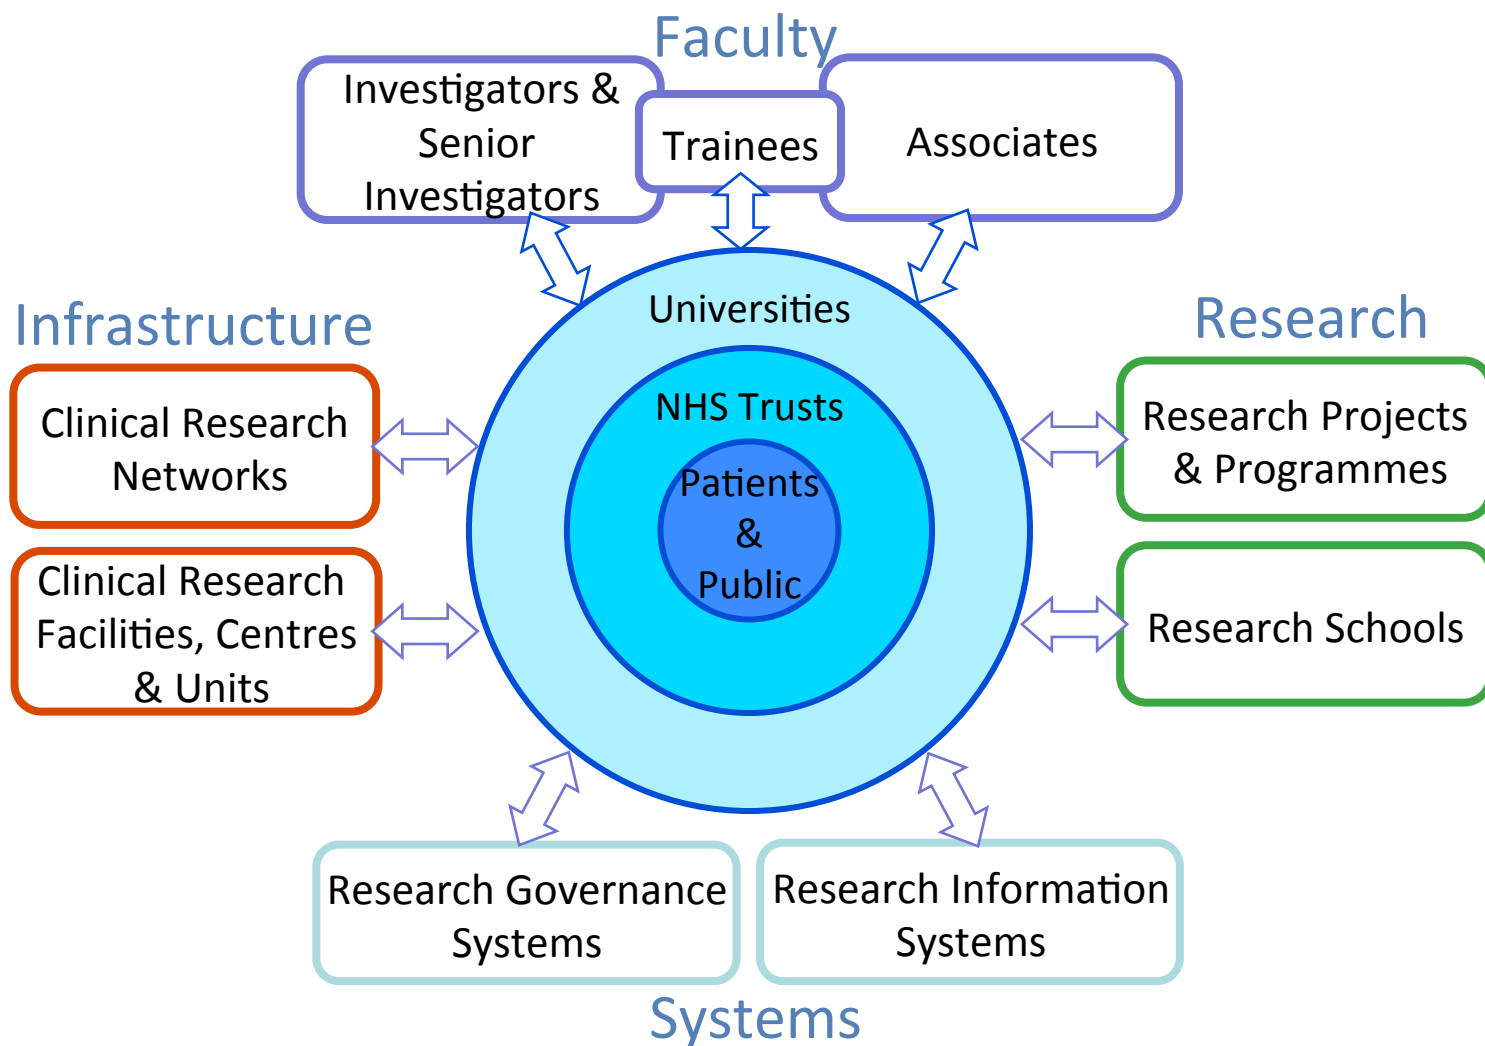 Faculty
Investigators &
Senior
Investigators
Trainees
Associates
Infrastructure
Clinical Research
Networks
Clinical Research
Facilities, Centres
& Units
Universities
NHS Trusts
Patients
&
Public
Research
Research Projects
& Programmes
Research Schools
Research Governance
Systems
Research Information
Systems
Systems